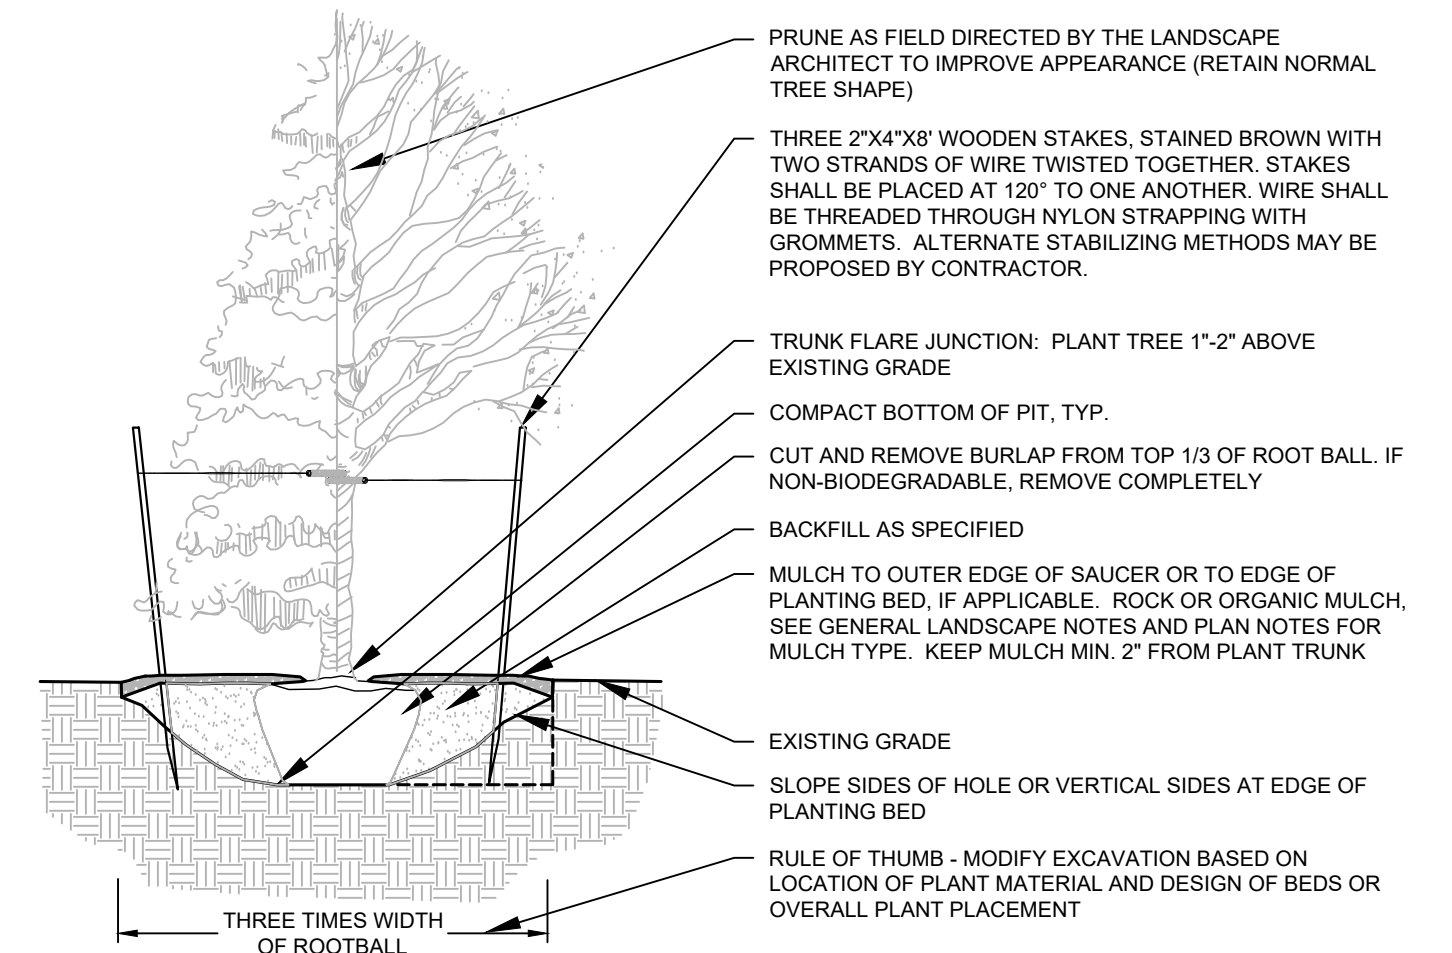 PRUNE AS FIELD DIRECTED BY THE LANDSCAPE
ARCHITECT TO IMPROVE APPEARANCE (RETAIN NORMAL
TREE SHAPE)
THREE 2"X4"X8' WOODEN STAKES, STAINED BROWN WITH
TWO STRANDS OF WIRE TWISTED TOGETHER. STAKES
SHALL BE PLACED AT 120° TO ONE ANOTHER. WIRE SHALL
BE THREADED THROUGH NYLON STRAPPING WITH
GROMMETS.  ALTERNATE STABILIZING METHODS MAY BE
PROPOSED BY CONTRACTOR.
TRUNK FLARE JUNCTION:  PLANT TREE 1"-2" ABOVE
EXISTING GRADE
COMPACT BOTTOM OF PIT, TYP.
CUT AND REMOVE BURLAP FROM TOP 1/3 OF ROOT BALL. IF
NON-BIODEGRADABLE, REMOVE COMPLETELY
BACKFILL AS SPECIFIED
MULCH TO OUTER EDGE OF SAUCER OR TO EDGE OF
PLANTING BED, IF APPLICABLE.  ROCK OR ORGANIC MULCH,
SEE GENERAL LANDSCAPE NOTES AND PLAN NOTES FOR
MULCH TYPE.  KEEP MULCH MIN. 2" FROM PLANT TRUNK
EXISTING GRADE
SLOPE SIDES OF HOLE OR VERTICAL SIDES AT EDGE OF
PLANTING BED
RULE OF THUMB - MODIFY EXCAVATION BASED ON
LOCATION OF PLANT MATERIAL AND DESIGN OF BEDS OR
OVERALL PLANT PLACEMENT
THREE TIMES WIDTH
OF ROOTBALL